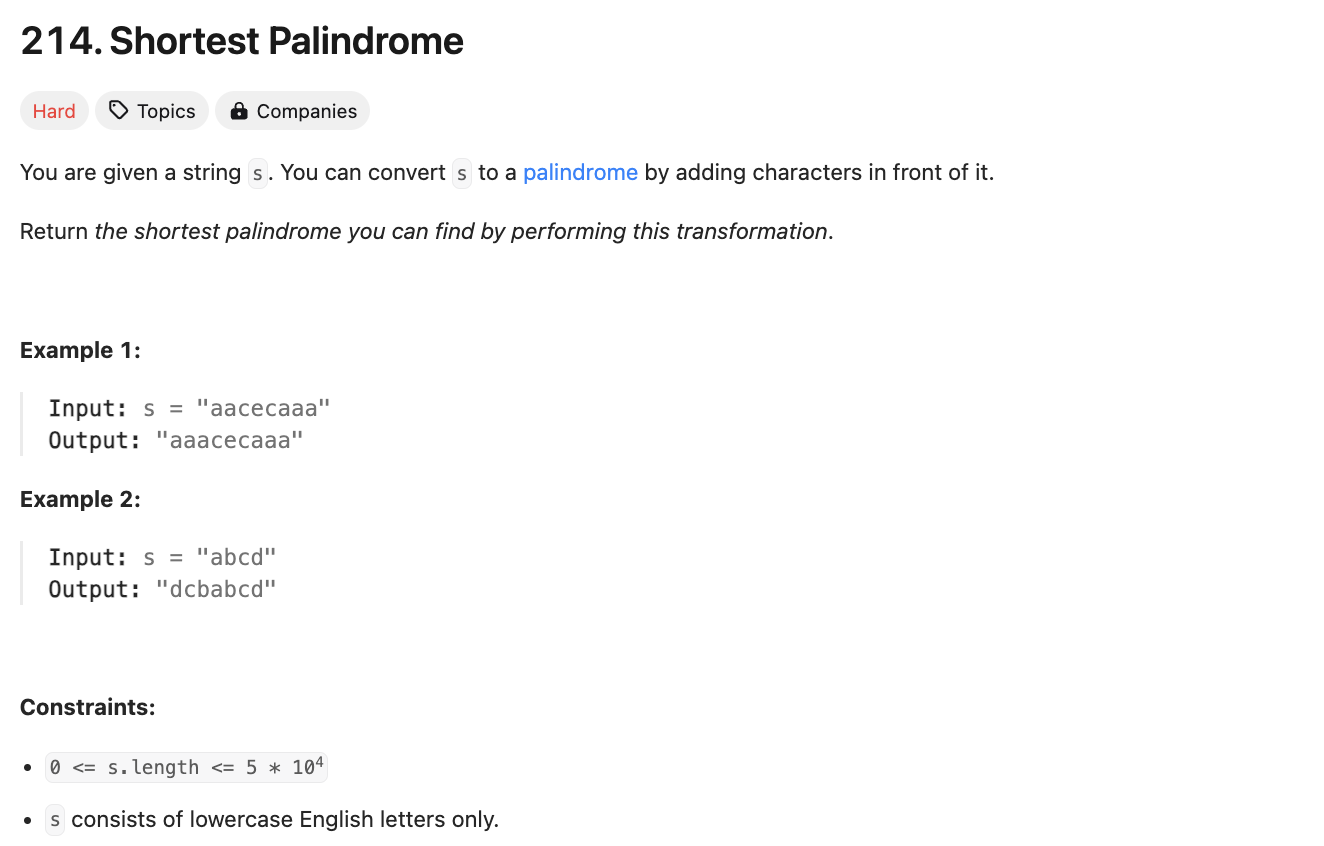 214. Shortest Palindrome
Hard Topics Companies
You are given a string s. You can convert s to a palindrome by adding characters in front of it.
Return the shortest palindrome you can find by performing this transformation.
Example 1:
Input: s = "aacecaaa"
Output: "aaacecaaa"
Example 2:
Input: s = "abcd"
Output: "dcbabcd"
Constraints:
• 0 <= s.length <= 5 * 10⁴
• s consists of lowercase English letters only.